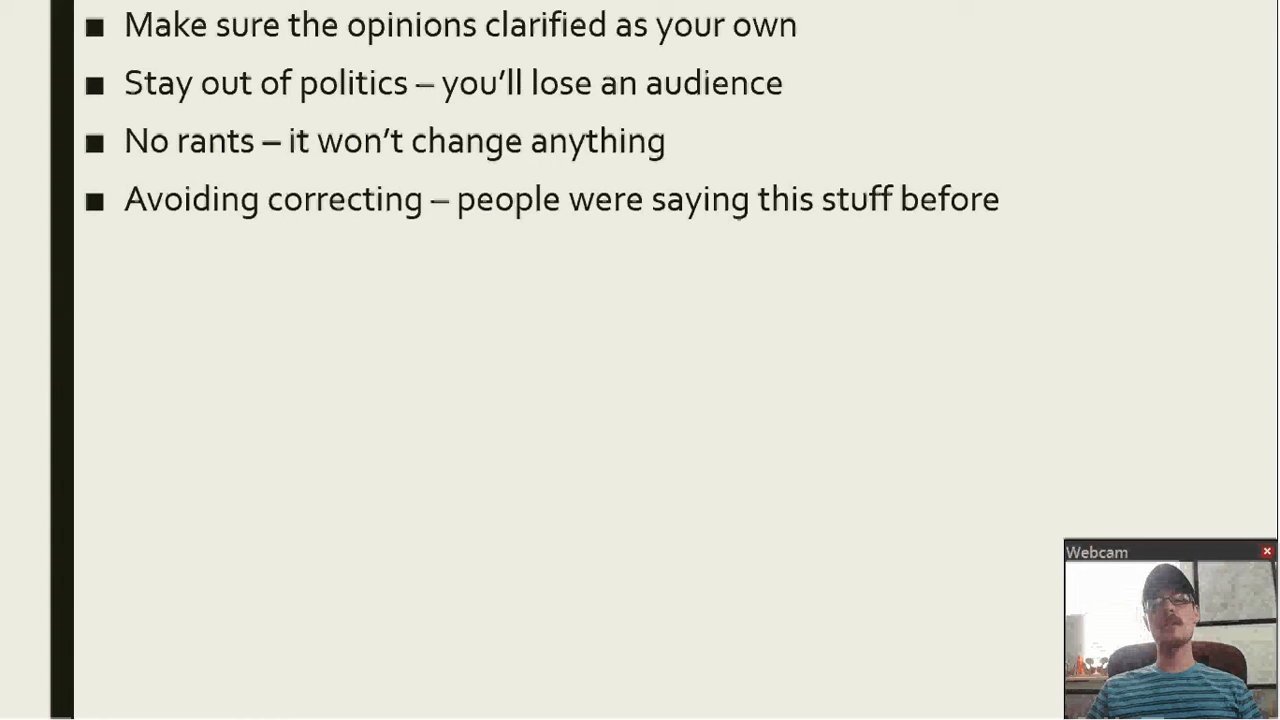 ■ Make sure the opinions clarified as your own
■ Stay out of politics – you’ll lose an audience
■ No rants – it won’t change anything
■ Avoiding correcting – people were saying this stuff before
Webcam